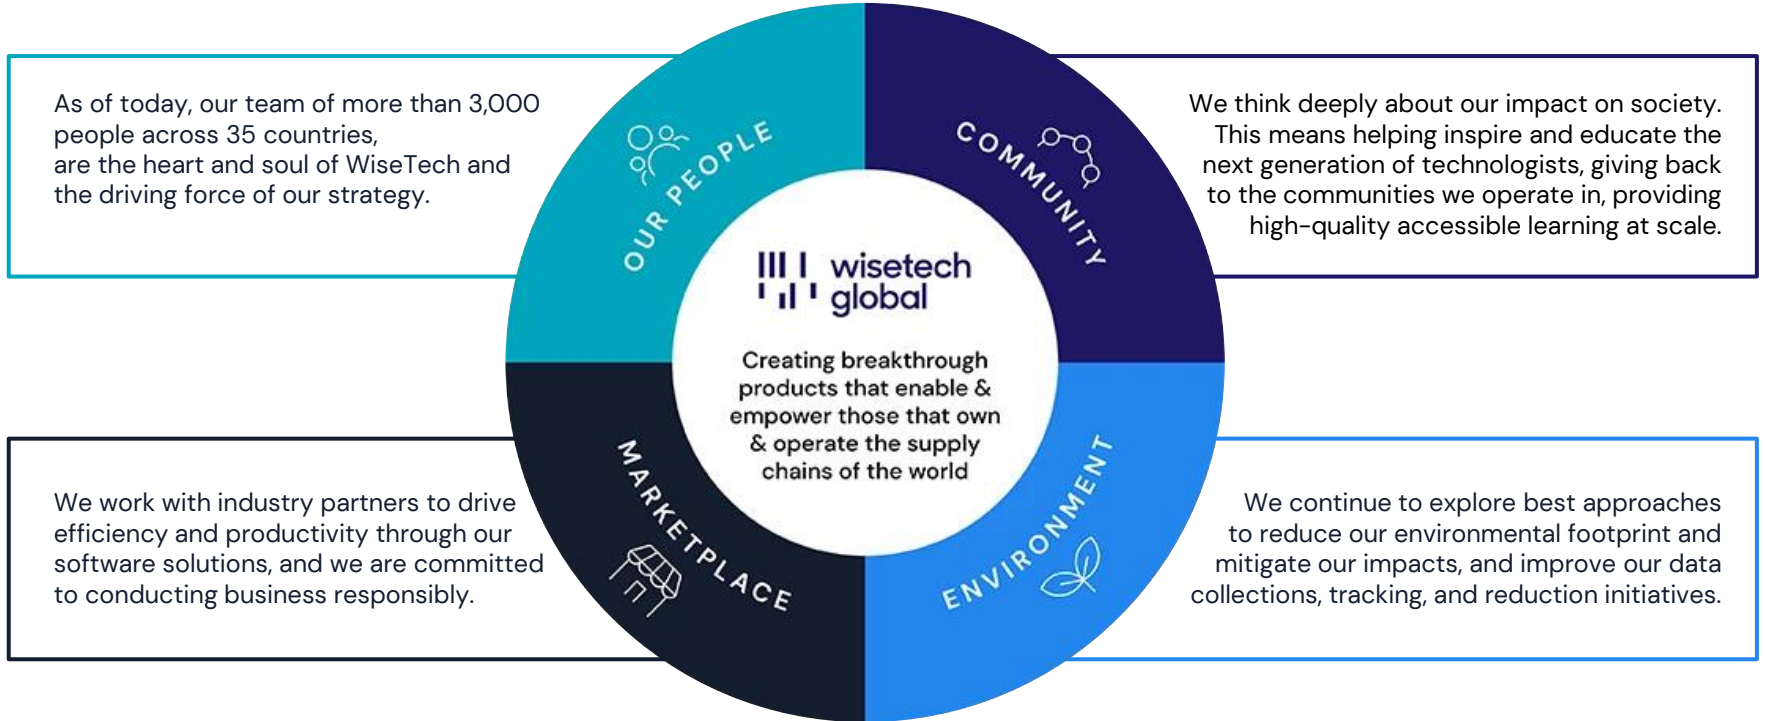 As of today, our team of more than 3,000
people across 35 countries,
are the heart and soul of WiseTech and
the driving force of our strategy.
OUR PEOPLE
COMMUNITY
We think deeply about our impact on society.
This means helping inspire and educate the
next generation of technologists, giving back
to the communities we operate in, providing
high-quality accessible learning at scale.
wisetech
global
Creating breakthrough
products that enable &
empower those that own
& operate the supply
chains of the world
We work with industry partners to drive
efficiency and productivity through our
software solutions, and we are committed
to conducting business responsibly.
MARKETPLACE
ENVIRONMENT
We continue to explore best approaches
to reduce our environmental footprint and
mitigate our impacts, and improve our data
collections, tracking, and reduction initiatives.